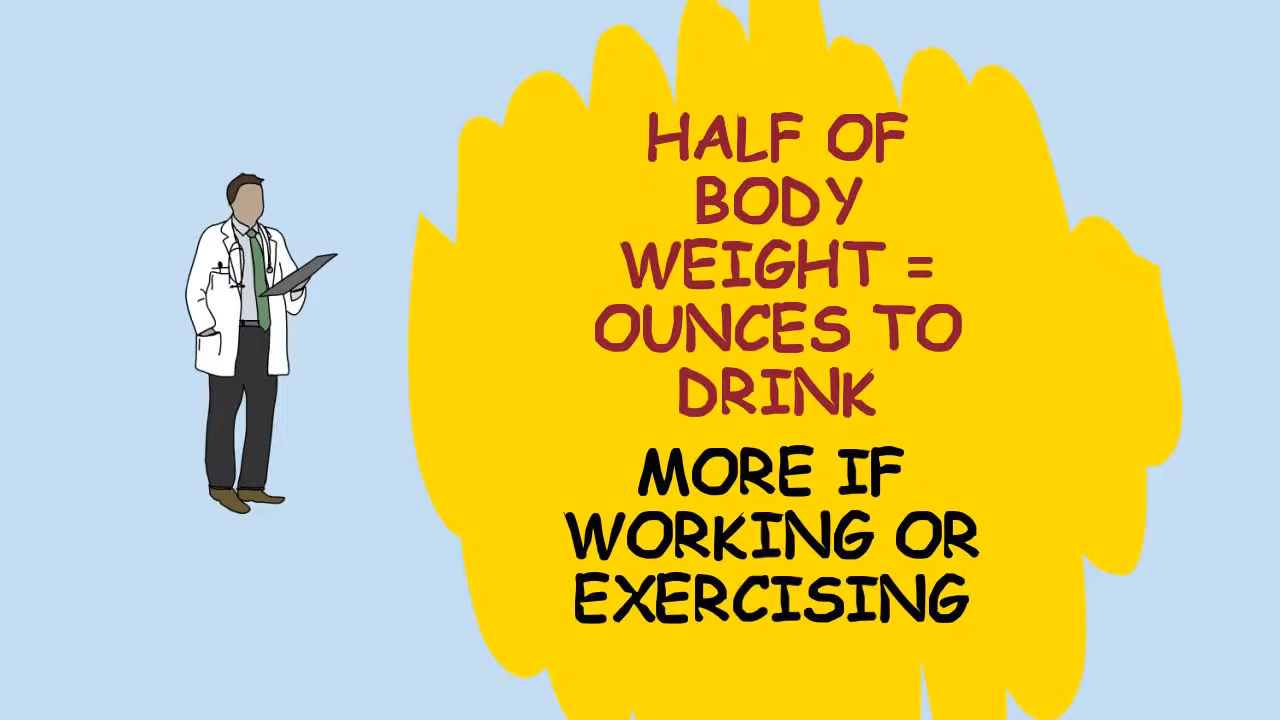 HALF OF
BODY
WEIGHT =
OUNCES TO
DRINK
MORE IF
WORKING OR
EXERCISING